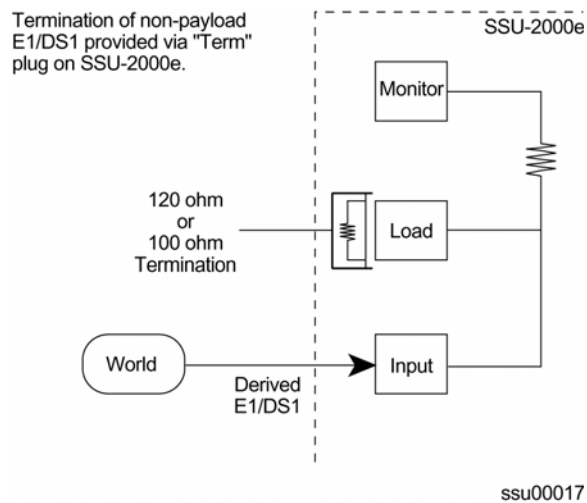 Termination of non-payload
E1/DS1 provided via "Term"
plug on SSU-2000e.
SSU-2000e
Monitor
120 ohm
or
100 ohm
Termination
Load
World
Input
Derived
E1/DS1
ssu00017